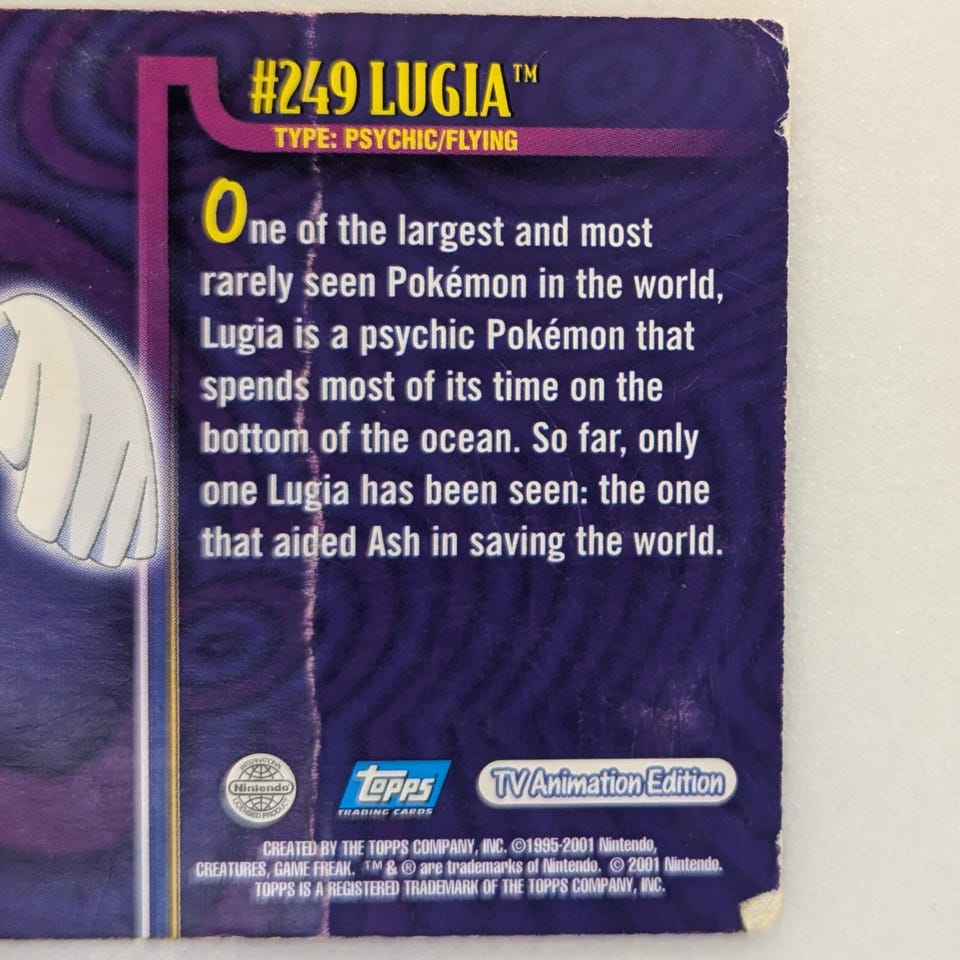 #249 LUGIA™
TYPE: PSYCHIC/FLYING
One of the largest and most
rarely seen Pokémon in the world,
Lugia is a psychic Pokémon that
spends most of its time on the
bottom of the ocean. So far, only
one Lugia has been seen: the one
that aided Ash in saving the world.
INTERNATIONAL
Nintendo®
LICENSED PRODUCT
topps
TRADING CARDS
TV Animation Edition
CREATED BY THE TOPPS COMPANY, INC. ©1995-2001 Nintendo,
CREATURES, GAME FREAK. ™ & ® are trademarks of Nintendo. © 2001 Nintendo.
TOPPS IS A REGISTERED TRADEMARK OF THE TOPPS COMPANY, INC.